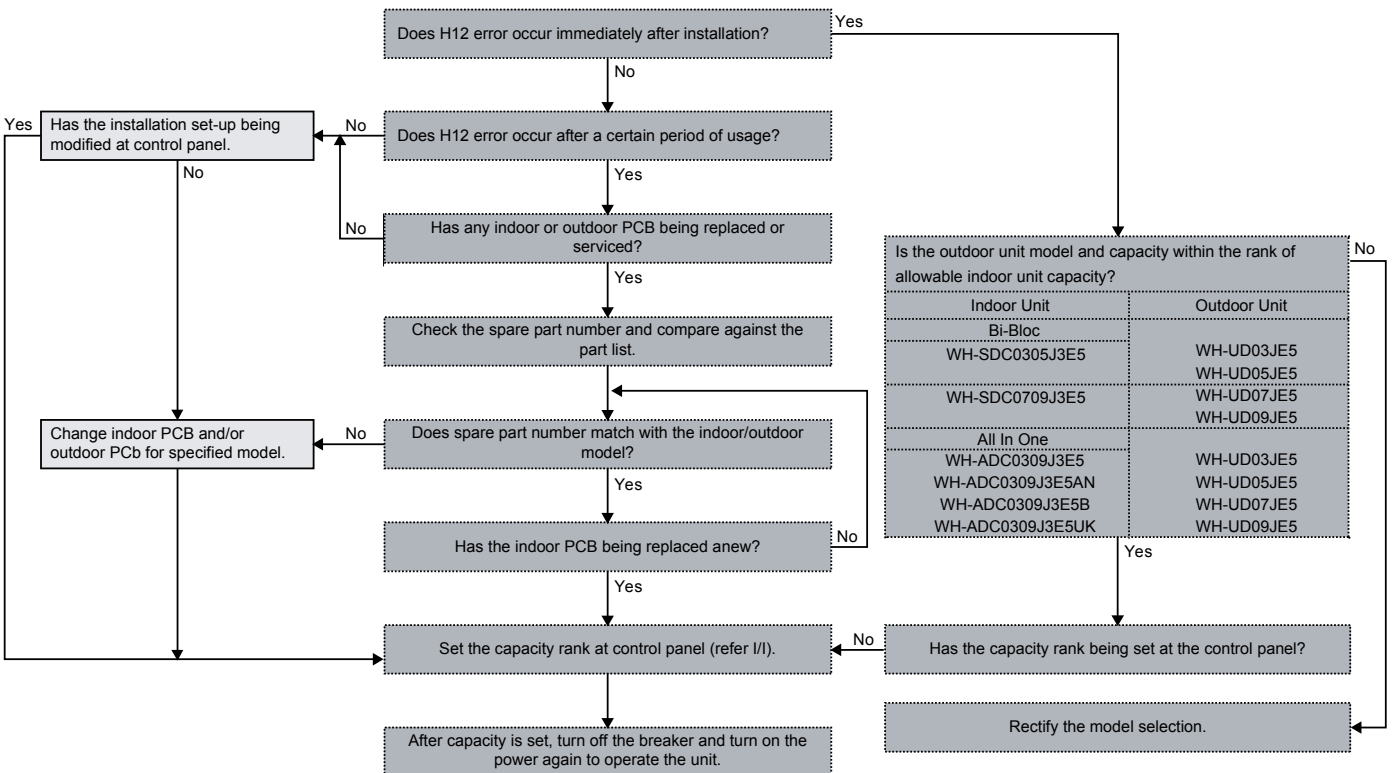 Does H12 error occur immediately after installation?
Yes
No
Yes
Has the installation set-up being
modified at control panel.
No
Does H12 error occur after a certain period of usage?
No
Yes
No
Has any indoor or outdoor PCB being replaced or
serviced?
Yes
Check the spare part number and compare against the
part list.
Change indoor PCB and/or
outdoor PCb for specified model.
No
Does spare part number match with the indoor/outdoor
model?
Yes
Has the indoor PCB being replaced anew?
No
Yes
Set the capacity rank at control panel (refer I/I).
After capacity is set, turn off the breaker and turn on the
power again to operate the unit.
Is the outdoor unit model and capacity within the rank of
allowable indoor unit capacity?
No
Indoor Unit
Outdoor Unit
Bi-Bloc
WH-SDC0305J3E5
WH-UD03JE5
WH-UD05JE5
WH-SDC0709J3E5
WH-UD07JE5
WH-UD09JE5
All In One
WH-ADC0309J3E5
WH-UD03JE5
WH-ADC0309J3E5AN
WH-UD05JE5
WH-ADC0309J3E5B
WH-UD07JE5
WH-ADC0309J3E5UK
WH-UD09JE5
Yes
No
Has the capacity rank being set at the control panel?
Rectify the model selection.